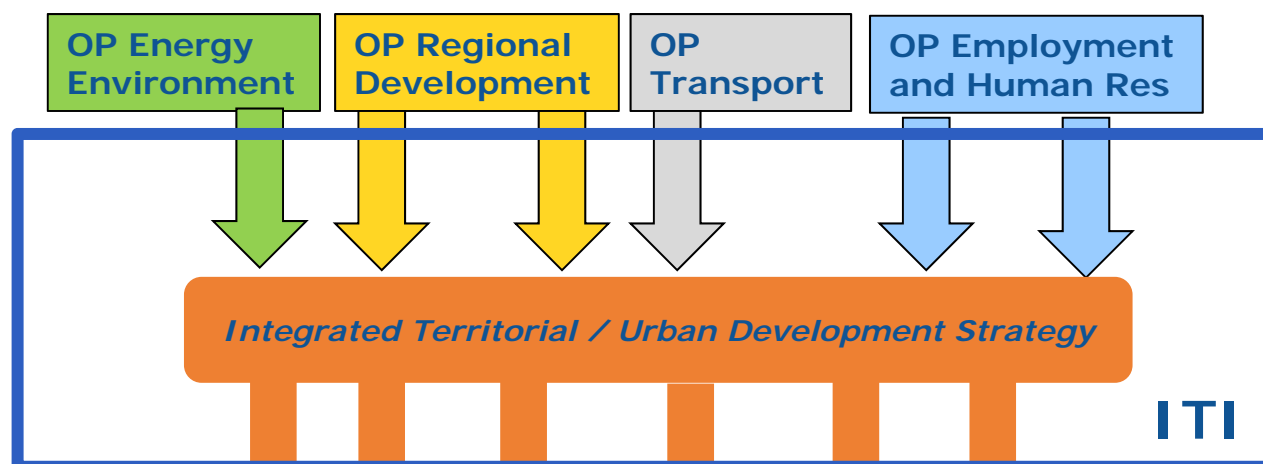 OP Energy
Environment
OP Regional
Development
OP
Transport
OP Employment
and Human Res
Integrated Territorial / Urban Development Strategy
ITI